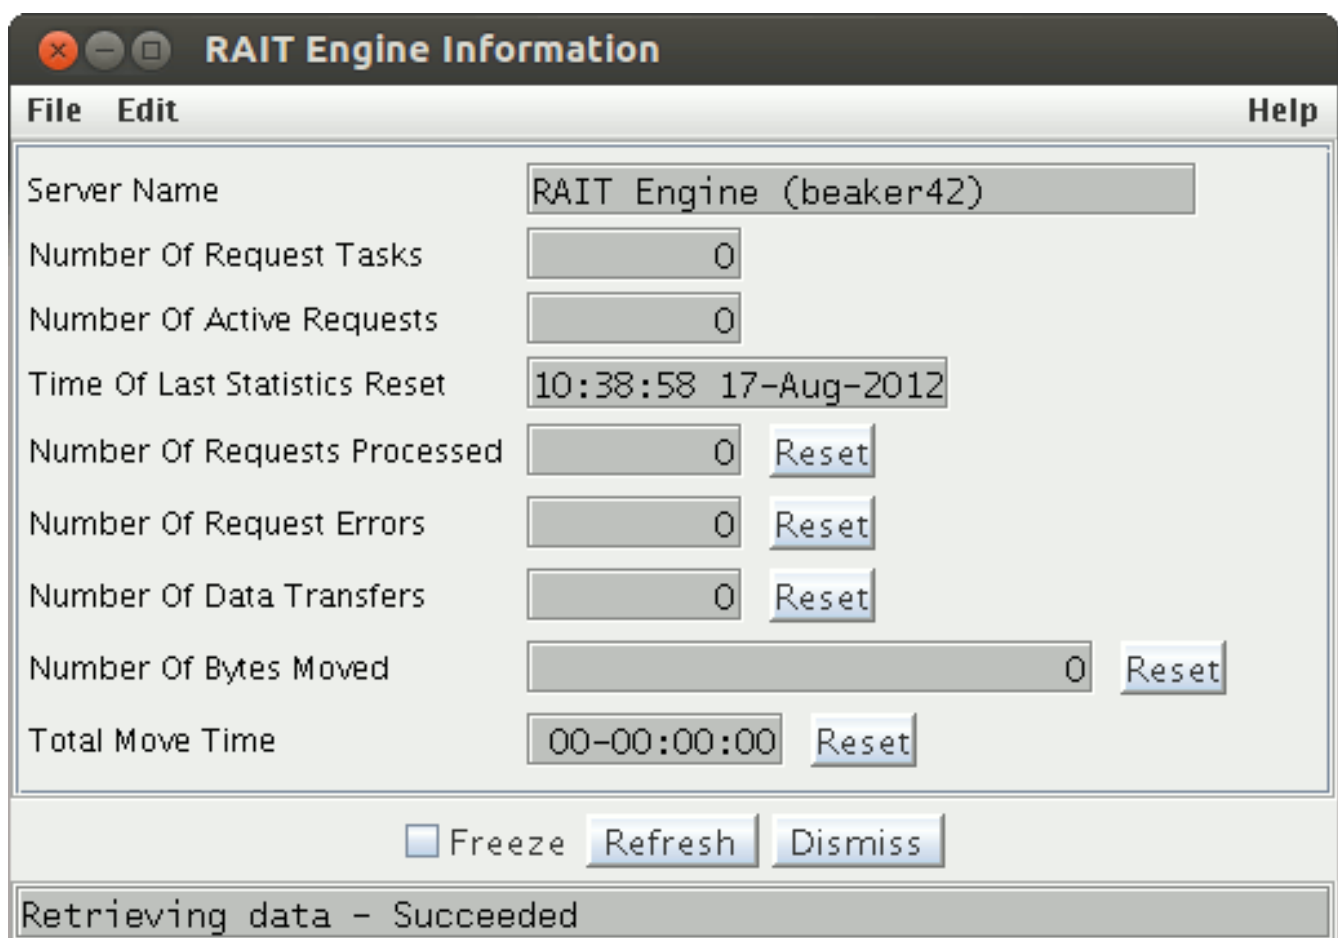 RAIT Engine Information
File Edit Help
Server Name RAIT Engine (beaker42)
Number Of Request Tasks 0
Number Of Active Requests 0
Time Of Last Statistics Reset 10:38:58 17-Aug-2012
Number Of Requests Processed 0 Reset
Number Of Request Errors 0 Reset
Number Of Data Transfers 0 Reset
Number Of Bytes Moved 0 Reset
Total Move Time 00-00:00:00 Reset
Freeze Refresh Dismiss
Retrieving data - Succeeded